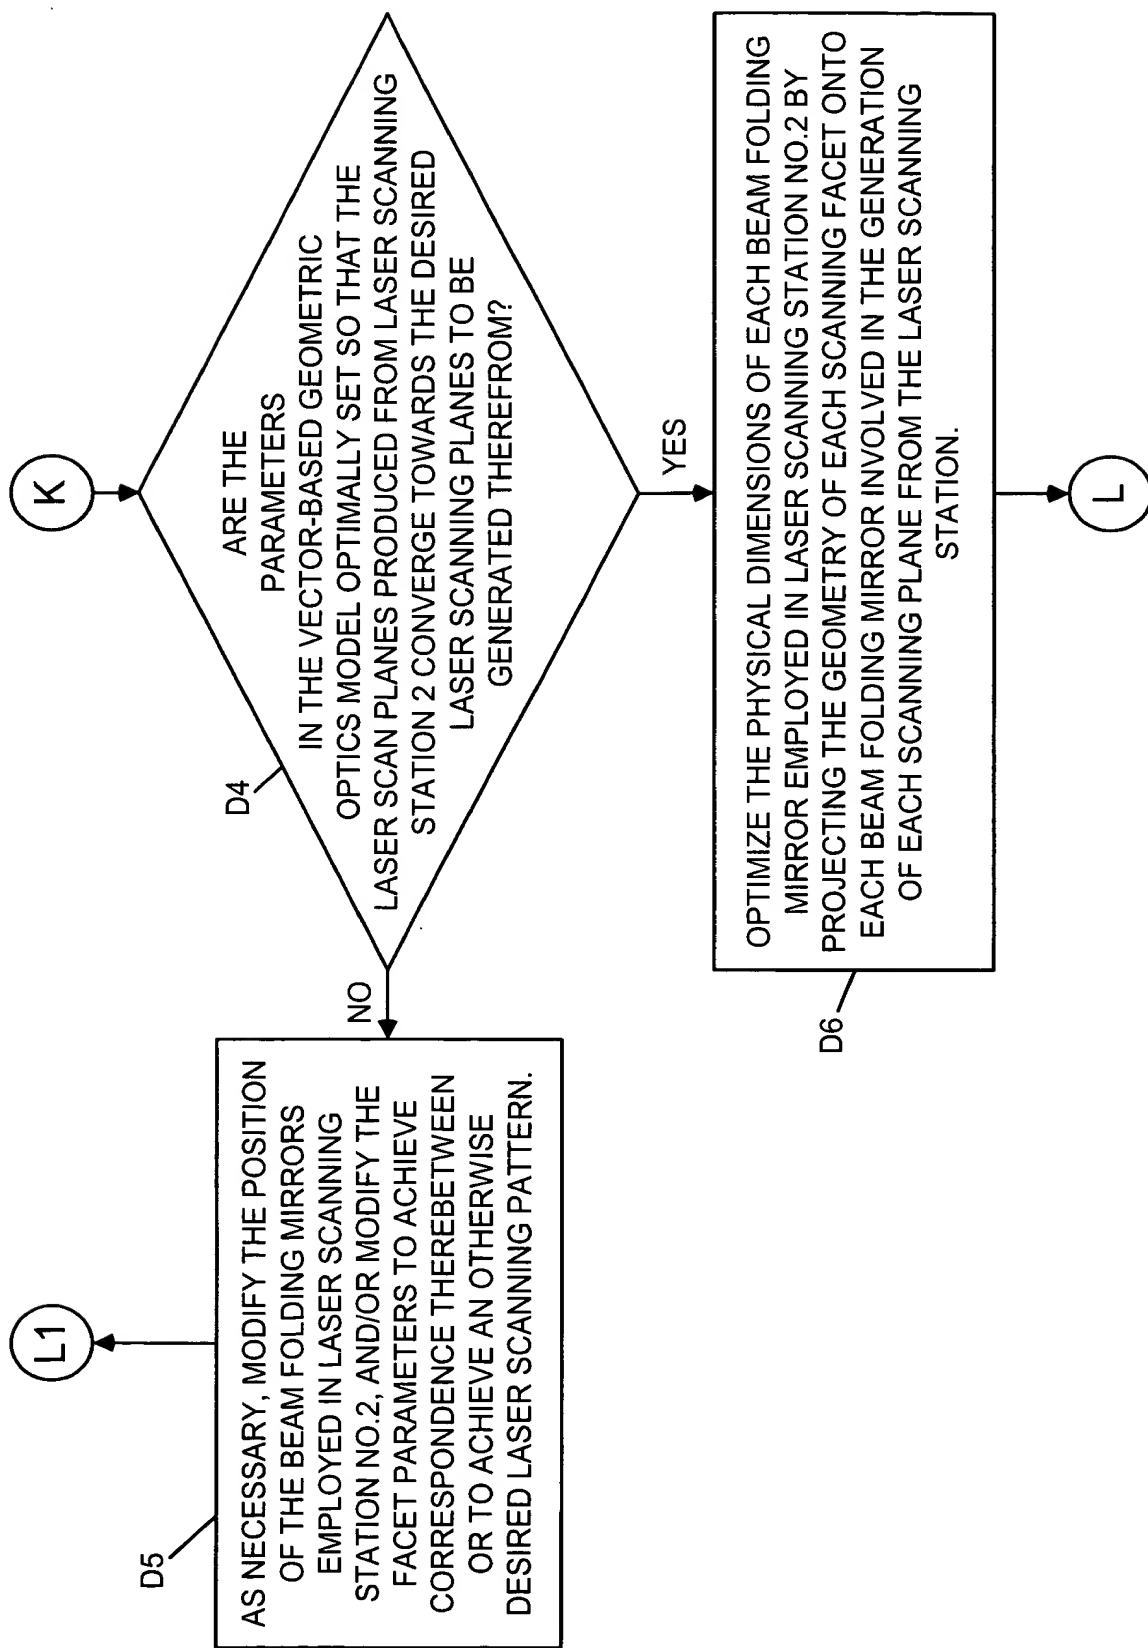 K
ARE THE
PARAMETERS
IN THE VECTOR-BASED GEOMETRIC
OPTICS MODEL OPTIMALLY SET SO THAT THE
LASER SCAN PLANES PRODUCED FROM LASER SCANNING
STATION 2 CONVERGE TOWARDS THE DESIRED
LASER SCANNING PLANES TO BE
GENERATED THEREFROM?
D4
NO
YES
L1
AS NECESSARY, MODIFY THE POSITION
OF THE BEAM FOLDING MIRRORS
EMPLOYED IN LASER SCANNING
STATION NO.2, AND/OR MODIFY THE
FACET PARAMETERS TO ACHIEVE
CORRESPONDENCE THEREBETWEEN
OR TO ACHIEVE AN OTHERWISE
DESIRED LASER SCANNING PATTERN.
D5
OPTIMIZE THE PHYSICAL DIMENSIONS OF EACH BEAM FOLDING
MIRROR EMPLOYED IN LASER SCANNING STATION NO.2 BY
PROJECTING THE GEOMETRY OF EACH SCANNING FACET ONTO
EACH BEAM FOLDING MIRROR INVOLVED IN THE GENERATION
OF EACH SCANNING PLANE FROM THE LASER SCANNING
STATION.
D6
L